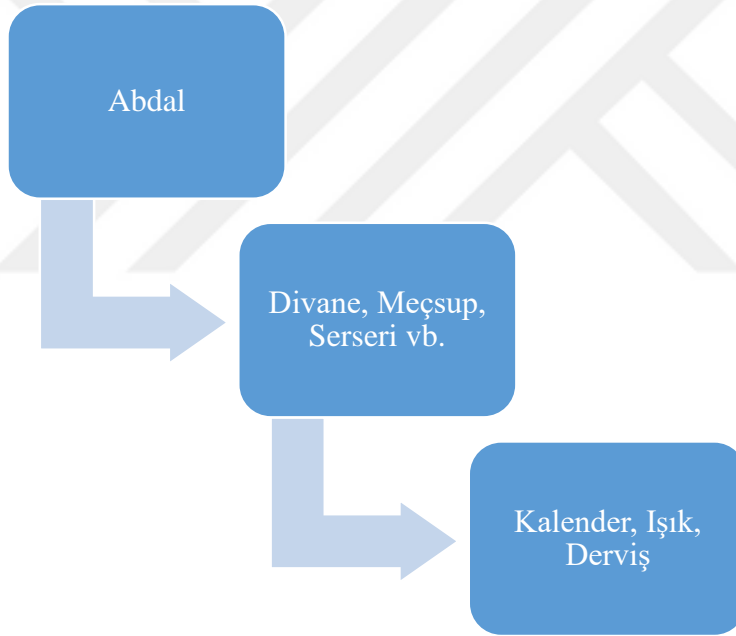 Abdal
Divane, Meçsup,
Serseri vb.
Kalender, Işık,
Derviş